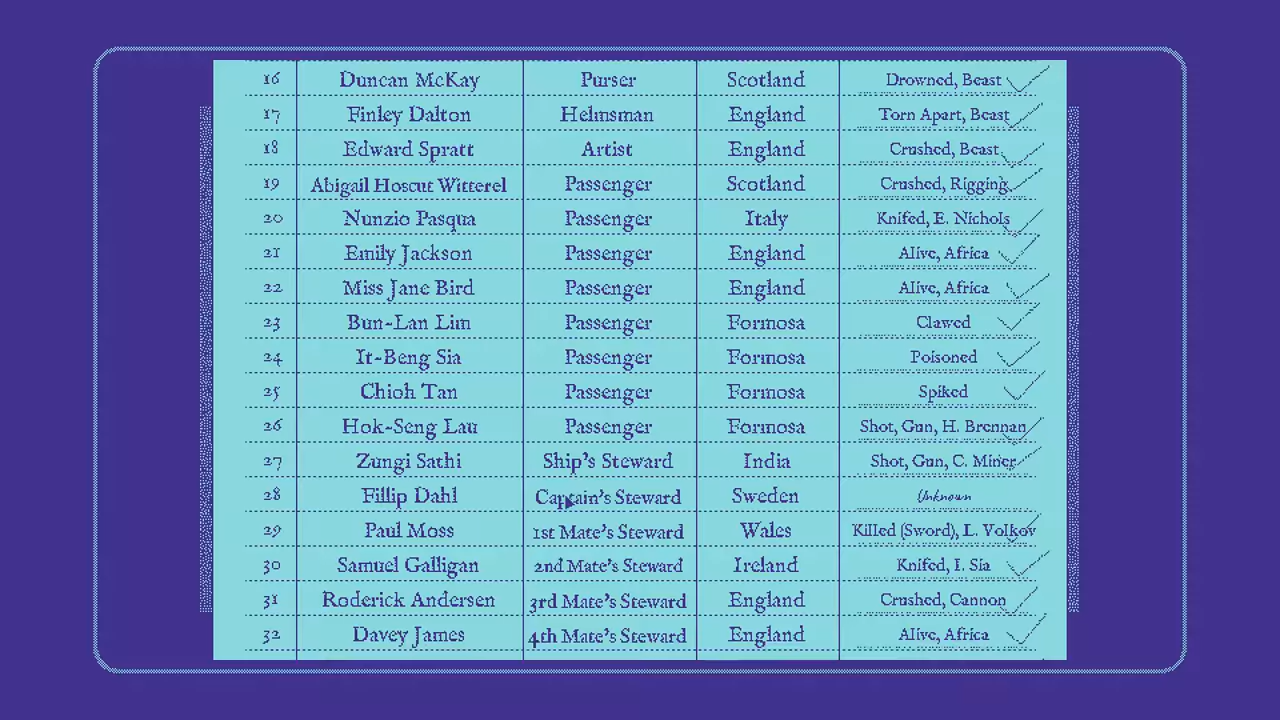 16 Duncan McKay Purser Scotland Drowned, Beast
17 Finley Dalton Helmsman England Torn Apart, Beast
18 Edward Spratt Artist England Crushed, Beast
19 Abigail Hoscut Witterel Passenger Scotland Crushed, Rigging
20 Nunzio Pasqua Passenger Italy Knifed, E. Nichols
21 Emily Jackson Passenger England Alive, Africa
22 Miss Jane Bird Passenger England Alive, Africa
23 Bun-Lan Lim Passenger Formosa Clawed
24 It-Beng Sia Passenger Formosa Poisoned
25 Chioh Tan Passenger Formosa Spiked
26 Hok-Seng Lau Passenger Formosa Shot, Gun, H. Brennan
27 Zungi Sathi Ship's Steward India Shot, Gun, C. Miner
28 Fillip Dahl Captain's Steward Sweden Unknown
29 Paul Moss 1st Mate's Steward Wales Killed (Sword), L. Volkov
30 Samuel Galligan 2nd Mate's Steward Ireland Knifed, I. Sia
31 Roderick Andersen 3rd Mate's Steward England Crushed, Cannon
32 Davey James 4th Mate's Steward England Alive, Africa